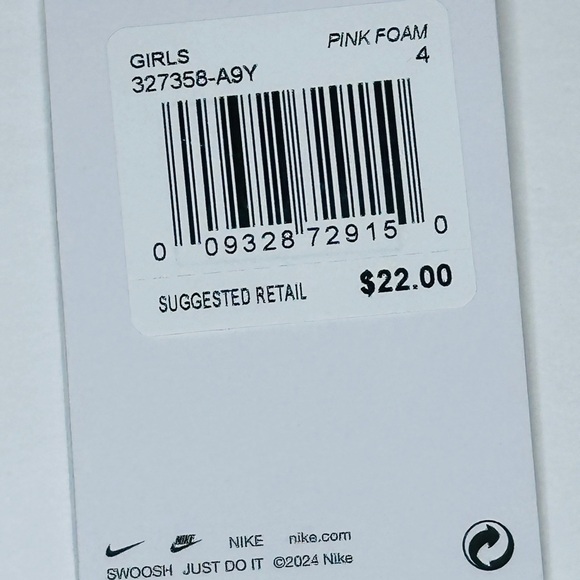 GIRLS PINK FOAM
327358-A9Y 4
0 09328 72915 0
SUGGESTED RETAIL $22.00
NIKE NIKE nike.com
SWOOSH JUST DO IT ©2024 Nike